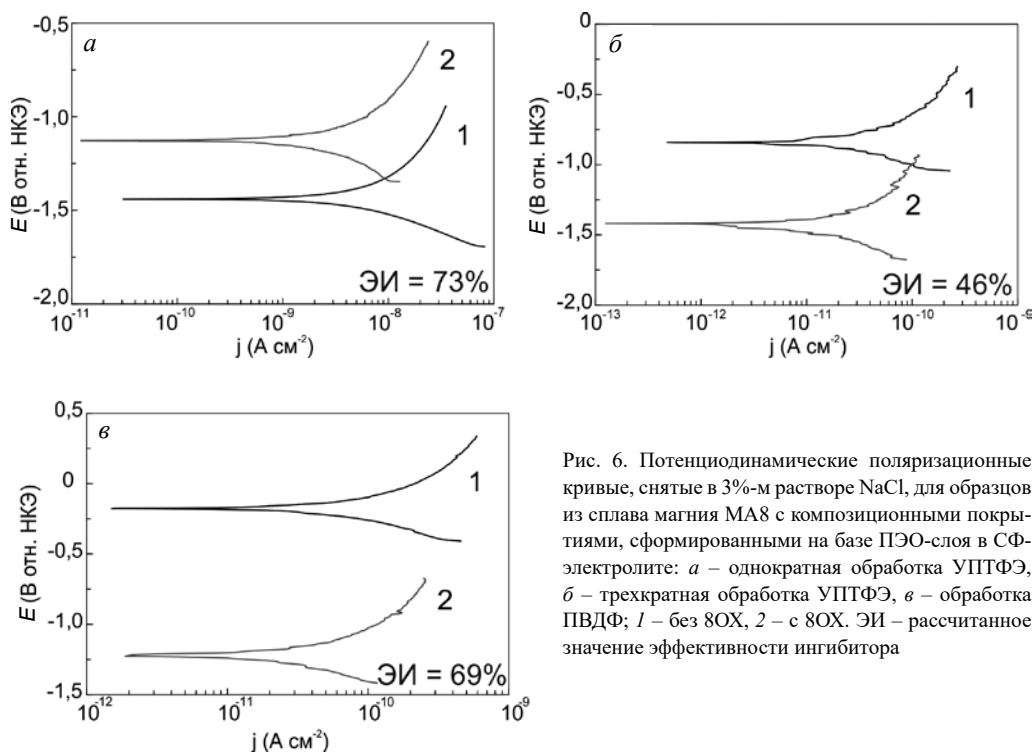 а
E (В отн. НКЭ)
-0,5
-1,0
-1,5
-2,0
2
1
ЭИ = 73%
10⁻¹¹ 10⁻¹⁰ 10⁻⁹ 10⁻⁸ 10⁻⁷
j (А см⁻²)
б
E (В отн. НКЭ)
0
-0,5
-1,0
-1,5
-2,0
1
2
ЭИ = 46%
10⁻¹³ 10⁻¹² 10⁻¹¹ 10⁻¹⁰ 10⁻⁹
j (А см⁻²)
в
E (В отн. НКЭ)
0,5
0
-0,5
-1,0
-1,5
1
2
ЭИ = 69%
10⁻¹² 10⁻¹¹ 10⁻¹⁰ 10⁻⁹
j (А см⁻²)
Рис. 6. Потенциодинамические поляризационные
кривые, снятые в 3%-м растворе NaCl, для образцов
из сплава магния МА8 с композиционными покры-
тиями, сформированными на базе ПЭО-слоя в СФ-
электролите: а – однократная обработка УПТФЭ,
б – трехкратная обработка УПТФЭ, в – обработка
ПВДФ; 1 – без 8ОХ, 2 – с 8ОХ. ЭИ – рассчитанное
значение эффективности ингибитора